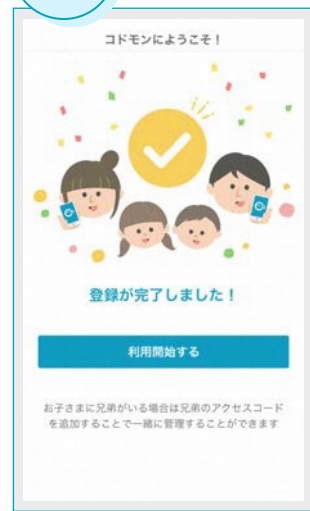 コドモンにようこそ！
登録が完了しました！
利用開始する
お子さまに兄弟がいる場合は兄弟のアクセスコード
を追加することで一緒に管理することができます